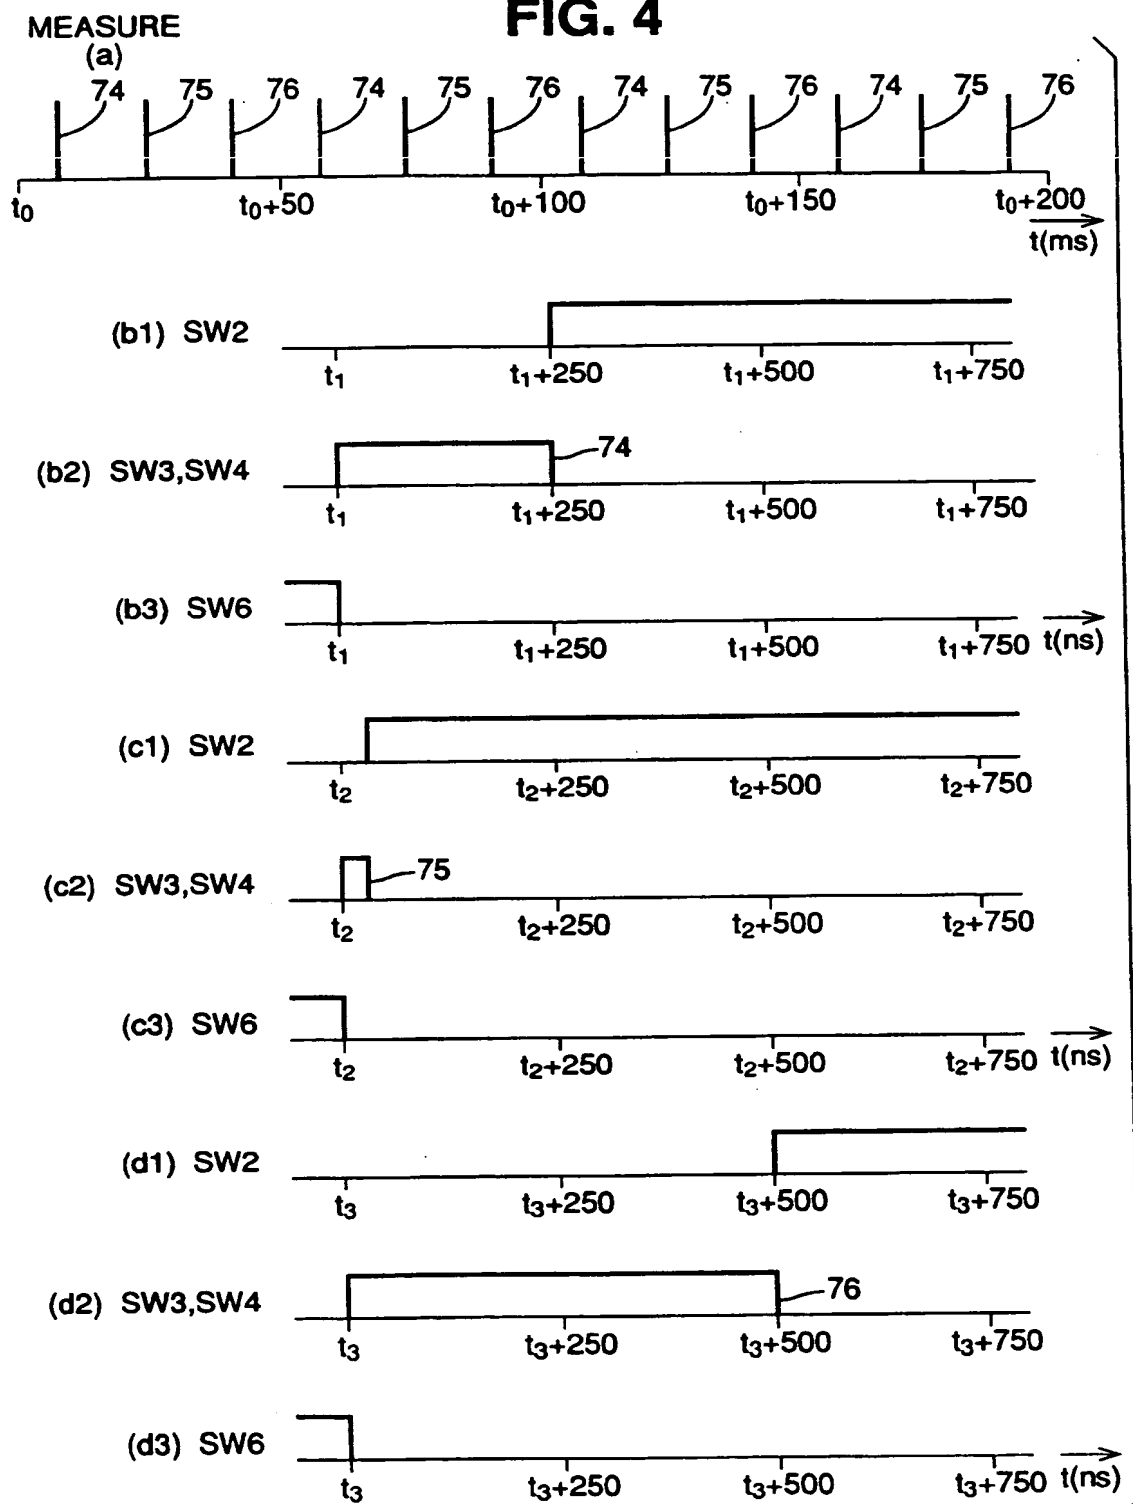 FIG. 4
MEASURE
(a)
74 75 76 74 75 76 74 75 76 74 75 76
t0 t0+50 t0+100 t0+150 t0+200
t(ms)
(b1) SW2
t1 t1+250 t1+500 t1+750
(b2) SW3,SW4 74
t1 t1+250 t1+500 t1+750
(b3) SW6
t1 t1+250 t1+500 t1+750 t(ns)
(c1) SW2
t2 t2+250 t2+500 t2+750
(c2) SW3,SW4 75
t2 t2+250 t2+500 t2+750
(c3) SW6
t2 t2+250 t2+500 t2+750 t(ns)
(d1) SW2
t3 t3+250 t3+500 t3+750
(d2) SW3,SW4 76
t3 t3+250 t3+500 t3+750
(d3) SW6
t3 t3+250 t3+500 t3+750 t(ns)